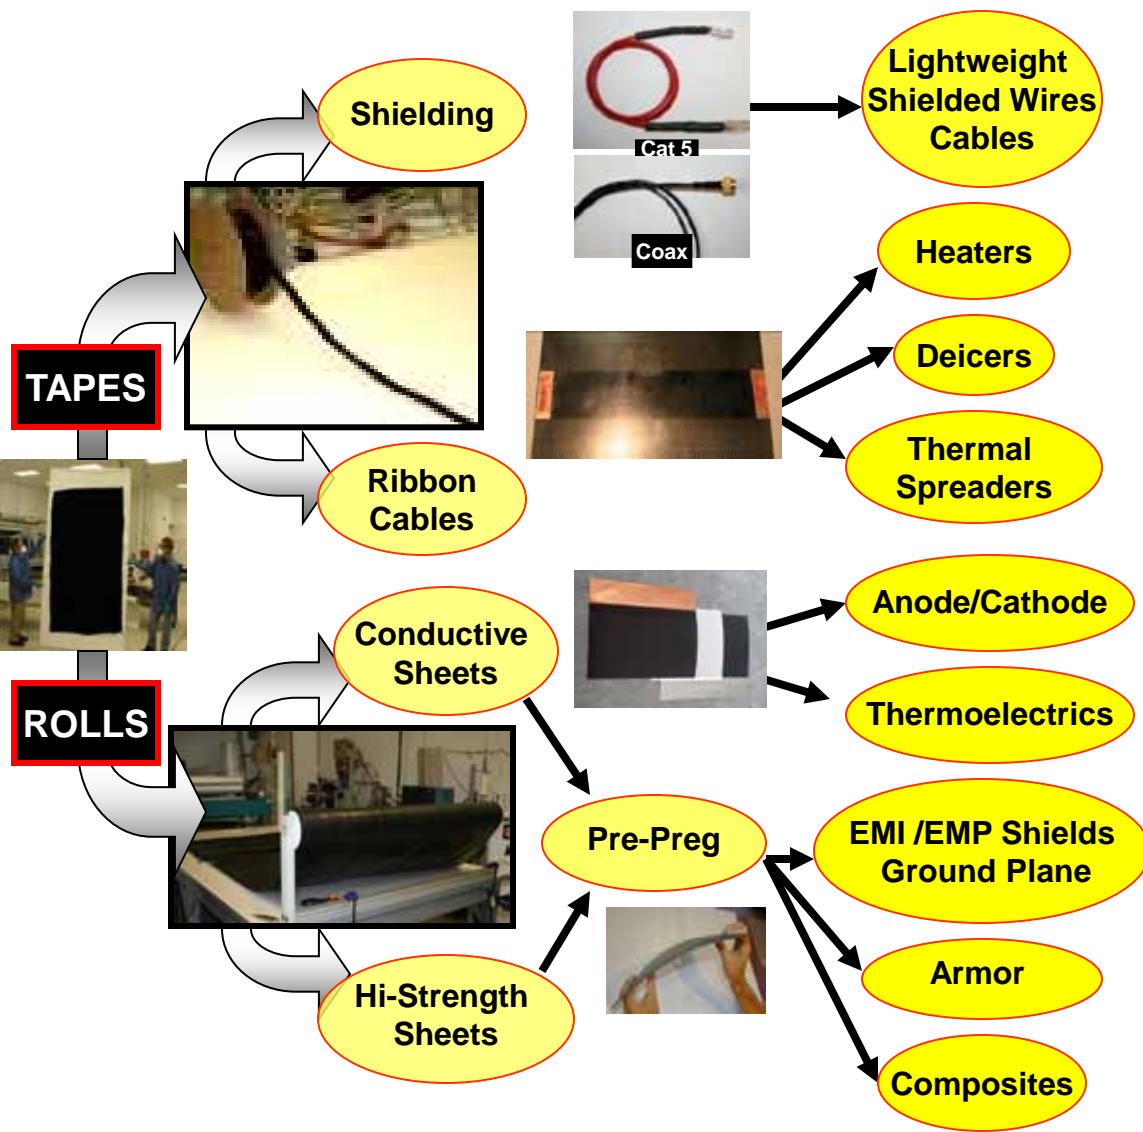 Shielding
Cat 5
Coax
Lightweight
Shielded Wires
Cables
Heaters
Deicers
Thermal
Spreaders
TAPES
Ribbon
Cables
Conductive
Sheets
ROLLS
Anode/Cathode
Thermoelectrics
Pre-Preg
EMI /EMP Shields
Ground Plane
Armor
Hi-Strength
Sheets
Composites